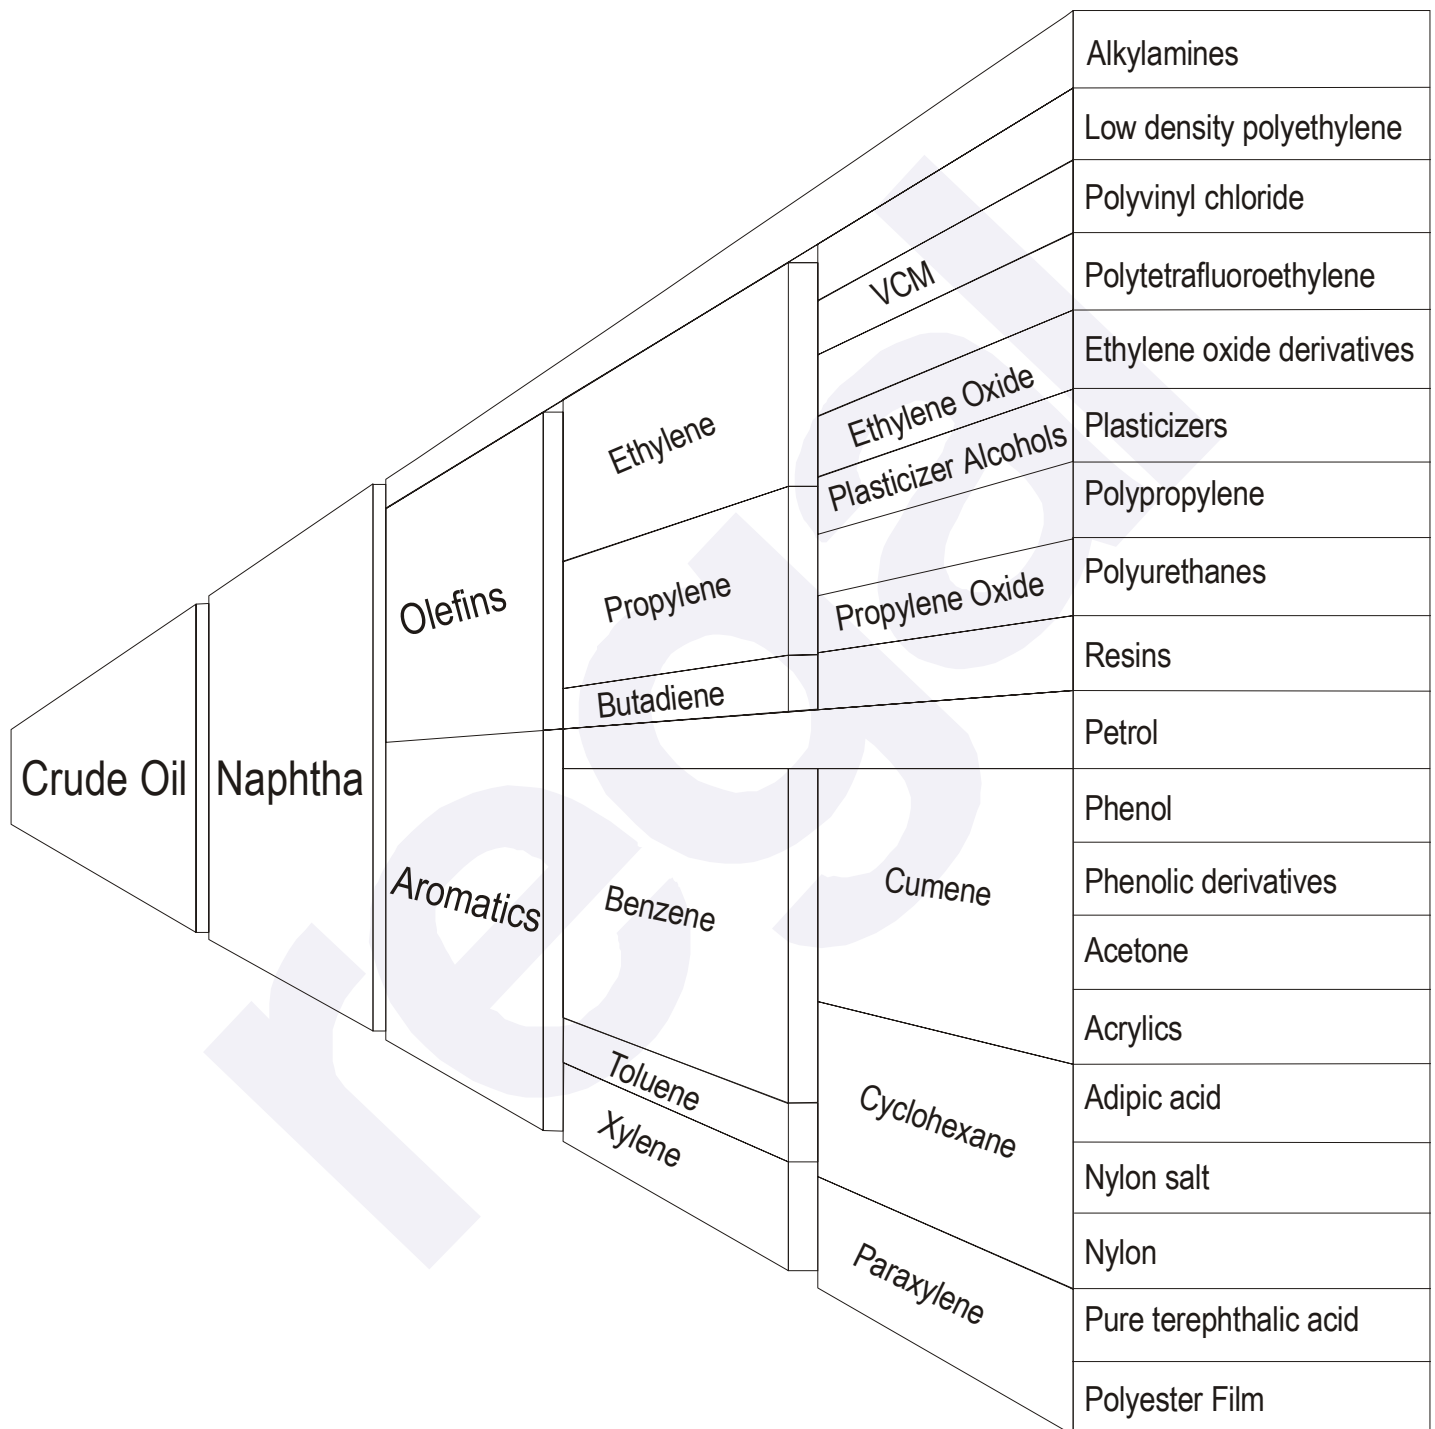 Crude Oil
Naphtha
Olefins
Aromatics
Ethylene
Propylene
Butadiene
Benzene
Toluene
Xylene
VCM
Ethylene Oxide
Plasticizer Alcohols
Propylene Oxide
Cumene
Cyclohexane
Paraxylene
Alkylamines
Low density polyethylene
Polyvinyl chloride
Polytetrafluoroethylene
Ethylene oxide derivatives
Plasticizers
Polypropylene
Polyurethanes
Resins
Petrol
Phenol
Phenolic derivatives
Acetone
Acrylics
Adipic acid
Nylon salt
Nylon
Pure terephthalic acid
Polyester Film
regal